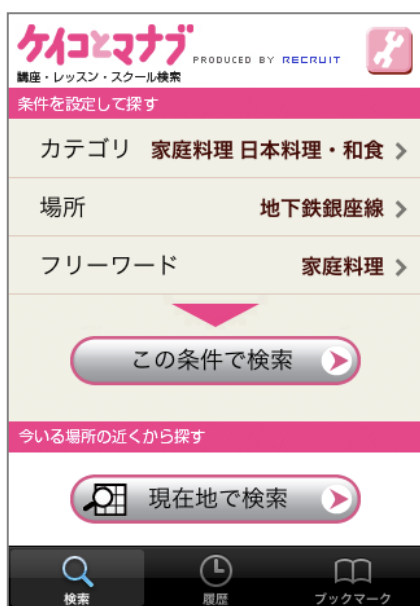 ケイコとマナブ PRODUCED BY RECRUIT
講座・レッスン・スクール検索
条件を設定して探す
カテゴリ 家庭料理 日本料理・和食
場所 地下鉄銀座線
フリーワード 家庭料理
この条件で検索
今いる場所の近くから探す
現在地で検索
検索 履歴 ブックマーク